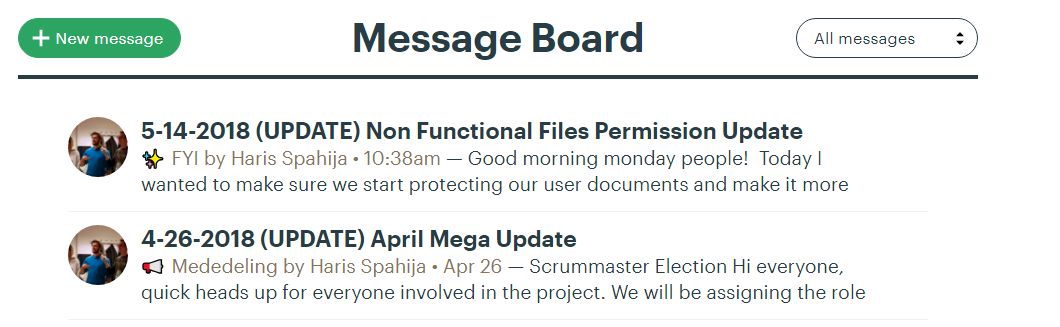 New message
Message Board
All messages
5-14-2018 (UPDATE) Non Functional Files Permission Update
FYI by Haris Spahija • 10:38am — Good morning monday people!  Today I
wanted to make sure we start protecting our user documents and make it more
4-26-2018 (UPDATE) April Mega Update
Mededeling by Haris Spahija • Apr 26 — Scrummaster Election Hi everyone,
quick heads up for everyone involved in the project. We will be assigning the role